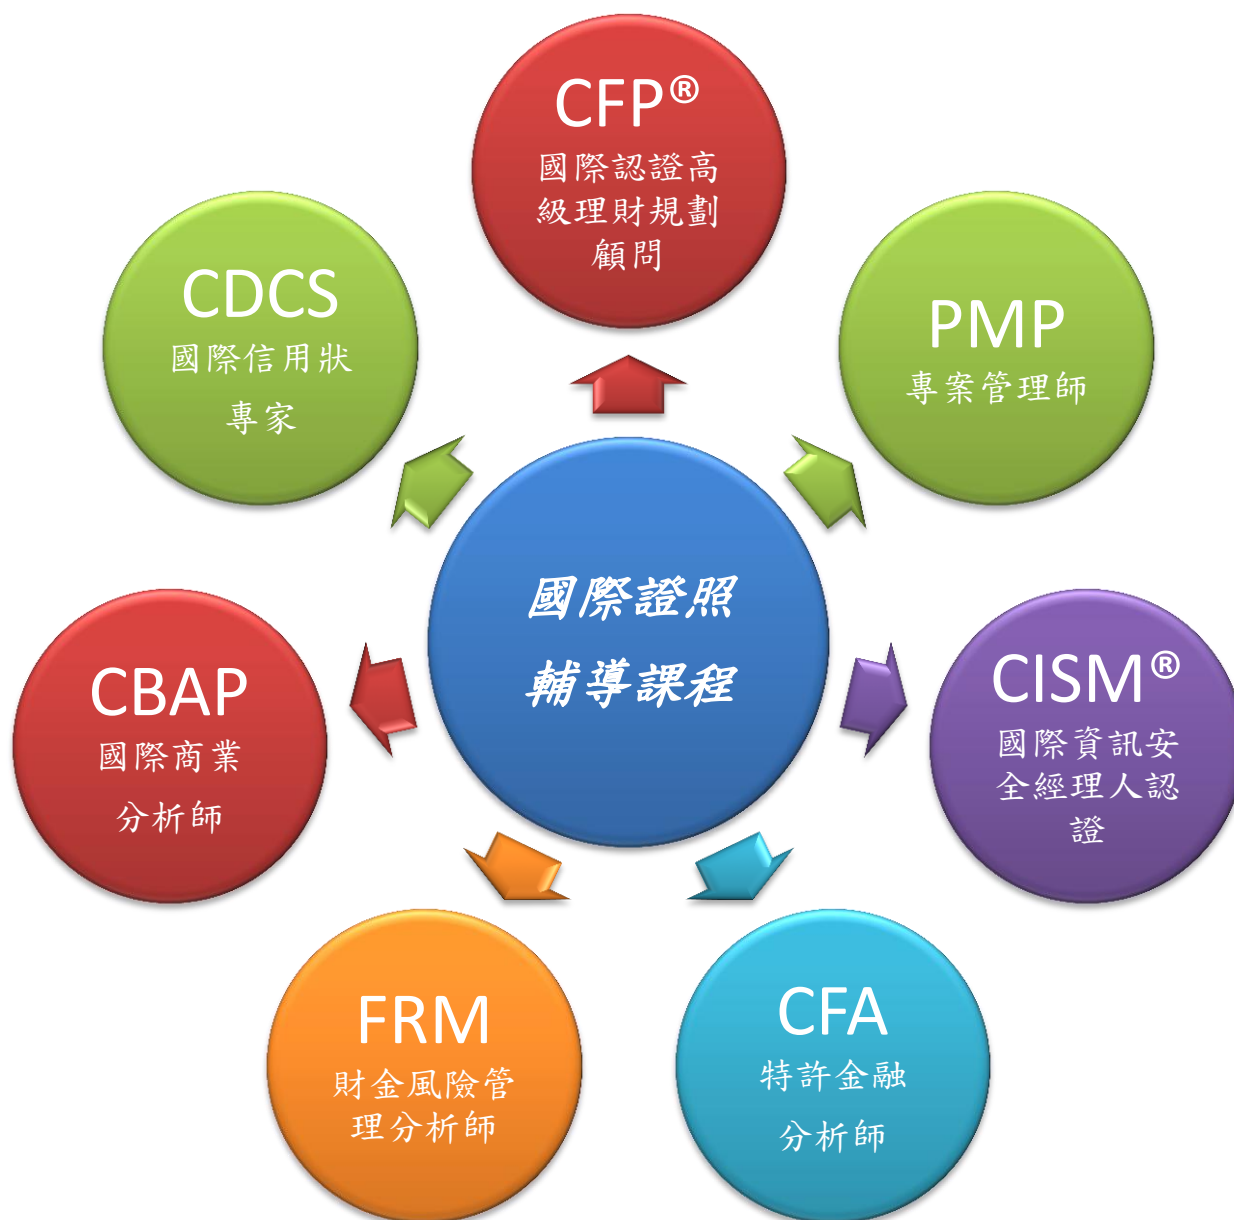 CFP®
國際認證高
級理財規劃
顧問
PMP
專案管理師
CISM®
國際資訊安
全經理人認
證
CFA
特許金融
分析師
FRM
財金風險管
理分析師
CBAP
國際商業
分析師
CDCS
國際信用狀
專家
國際證照
輔導課程